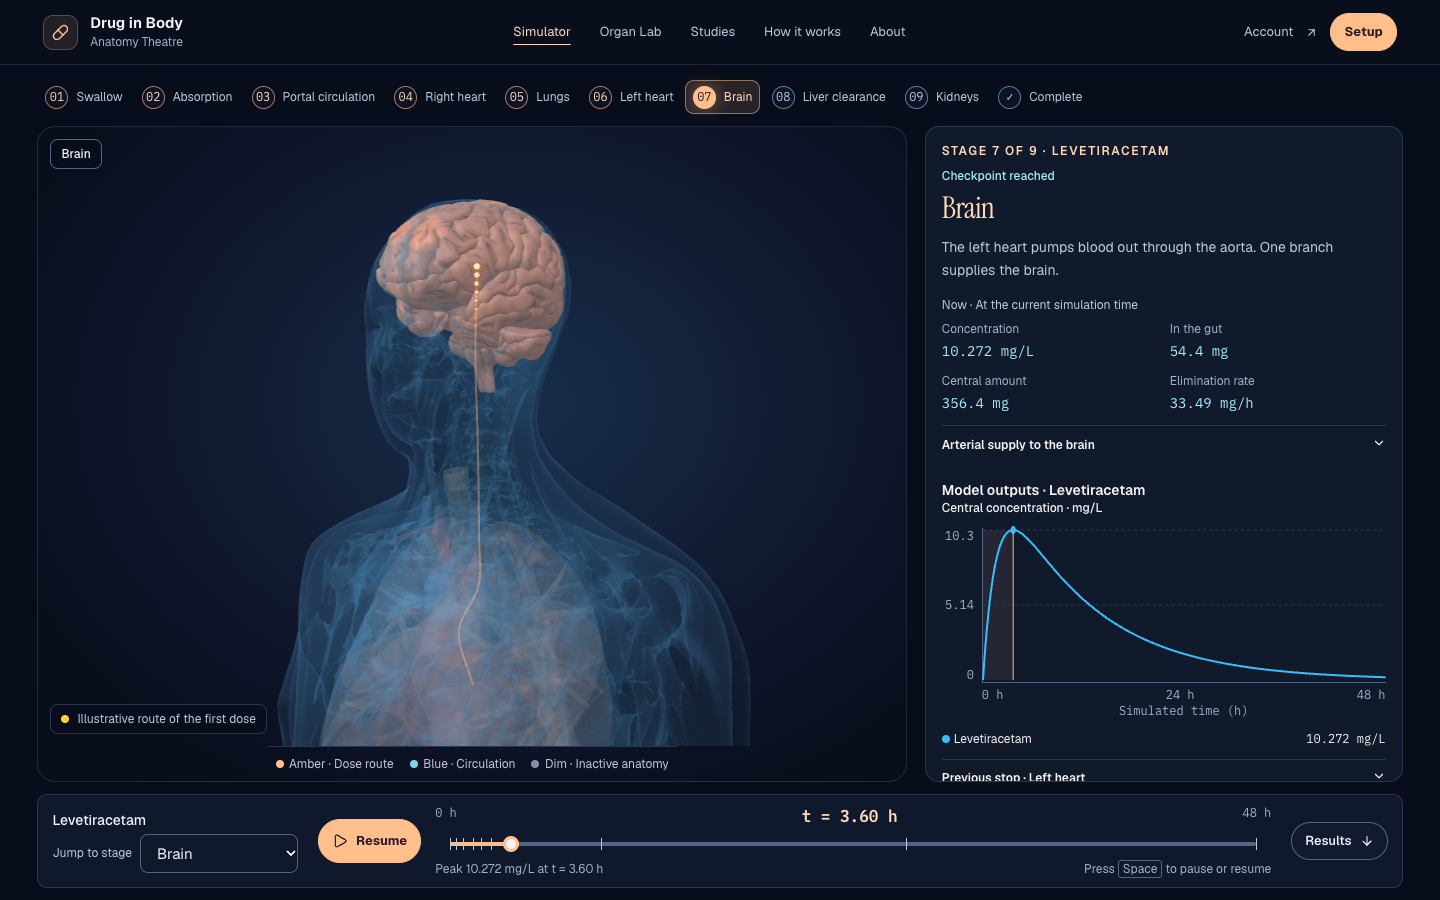 Drug in Body
Anatomy Theatre
Simulator
Organ Lab
Studies
How it works
About
Account
Setup
01 Swallow
02 Absorption
03 Portal circulation
04 Right heart
05 Lungs
06 Left heart
07 Brain
08 Liver clearance
09 Kidneys
✓ Complete
Brain
Illustrative route of the first dose
Amber · Dose route
Blue · Circulation
Dim · Inactive anatomy
STAGE 7 OF 9 · LEVETIRACETAM
Checkpoint reached
Brain
The left heart pumps blood out through the aorta. One branch
supplies the brain.
Now · At the current simulation time
Concentration
10.272 mg/L
In the gut
54.4 mg
Central amount
356.4 mg
Elimination rate
33.49 mg/h
Arterial supply to the brain
Model outputs · Levetiracetam
Central concentration · mg/L
10.3
5.14
0
0 h
24 h
48 h
Simulated time (h)
Levetiracetam
10.272 mg/L
Previous stop · Left heart
Levetiracetam
Jump to stage
Brain
Resume
0 h
t = 3.60 h
48 h
Peak 10.272 mg/L at t = 3.60 h
Press Space to pause or resume
Results